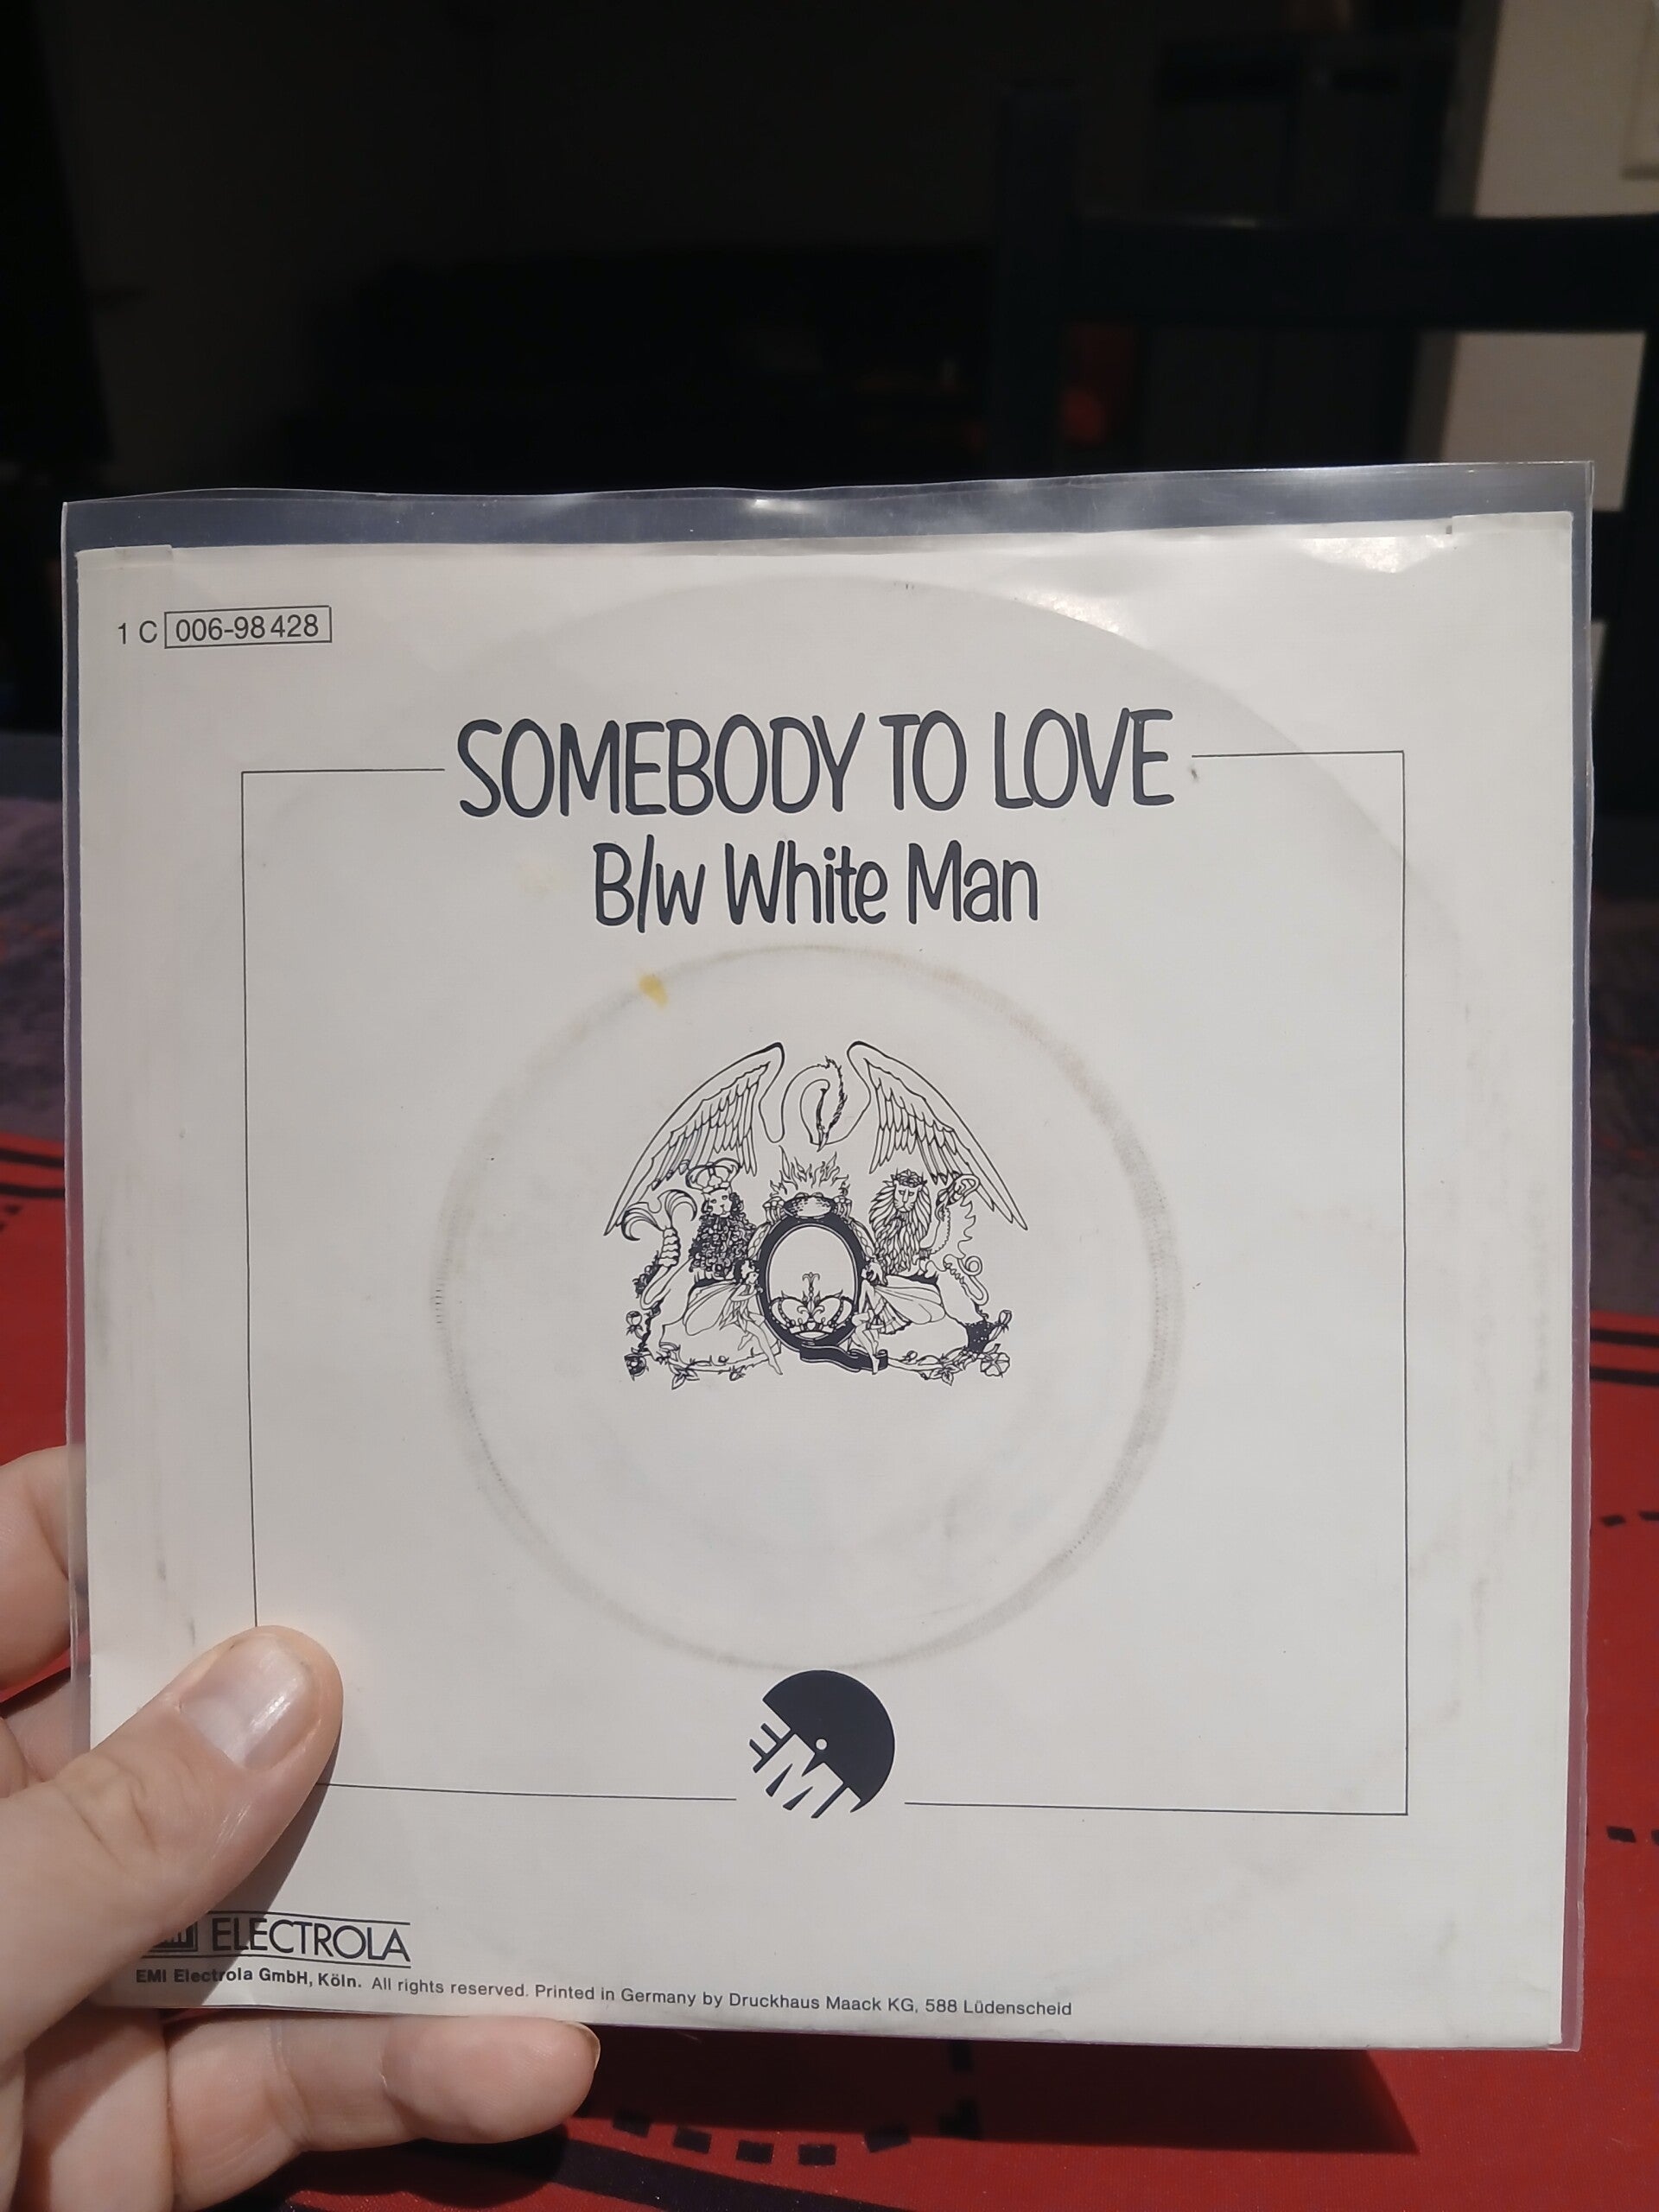 1 C 006-98 428
SOMEBODY TO LOVE
B/w White Man
EMI
ELECTROLA
EMI Electrola GmbH, Köln. All rights reserved. Printed in Germany by Druckhaus Maack KG, 588 Lüdenscheid